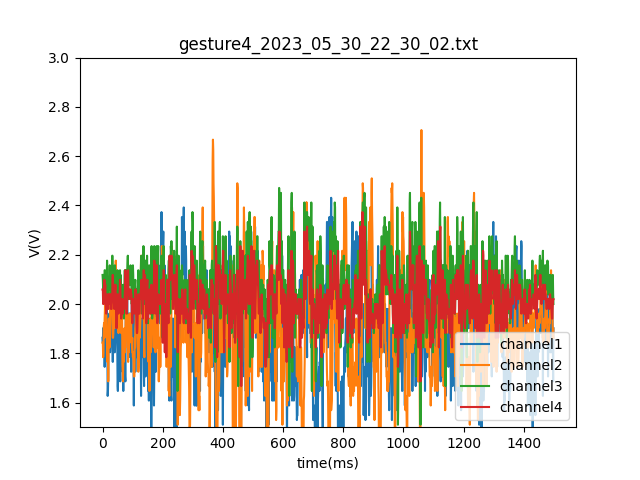 gesture4_2023_05_30_22_30_02.txt
3.0
2.8
2.6
2.4
2.2
2.0
1.8
1.6
V(V)
channel1
channel2
channel3
channel4
0 200 400 600 800 1000 1200 1400
time(ms)